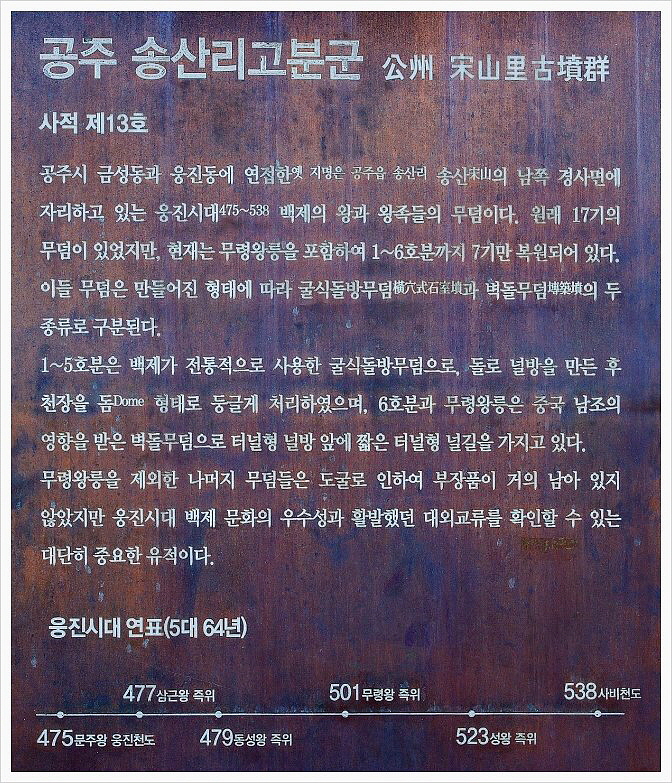 공주 송산리고분군 公州 宋山里古墳群
사적 제13호
공주시 금성동과 웅진동에 연접한옛 지명은 공주읍 송산리 송산宋山의 남쪽 경사면에
자리하고 있는 웅진시대475~538 백제의 왕과 왕족들의 무덤이다. 원래 17기의
무덤이 있었지만, 현재는 무령왕릉을 포함하여 1~6호분까지 7기만 복원되어 있다.
이들 무덤은 만들어진 형태에 따라 굴식돌방무덤橫穴式石室墳과 벽돌무덤塼築墳의 두
종류로 구분된다.
1~5호분은 백제가 전통적으로 사용한 굴식돌방무덤으로, 돌로 널방을 만든 후
천장을 돔Dome 형태로 둥글게 처리하였으며, 6호분과 무령왕릉은 중국 남조의
영향을 받은 벽돌무덤으로 터널형 널방 앞에 짧은 터널형 널길을 가지고 있다.
무령왕릉을 제외한 나머지 무덤들은 도굴로 인하여 부장품이 거의 남아 있지
않았지만 웅진시대 백제 문화의 우수성과 활발했던 대외교류를 확인할 수 있는
대단히 중요한 유적이다.
웅진시대 연표(5대 64년)
477삼근왕 즉위 501무령왕 즉위 538사비천도
475문주왕 웅진천도 479동성왕 즉위 523성왕 즉위